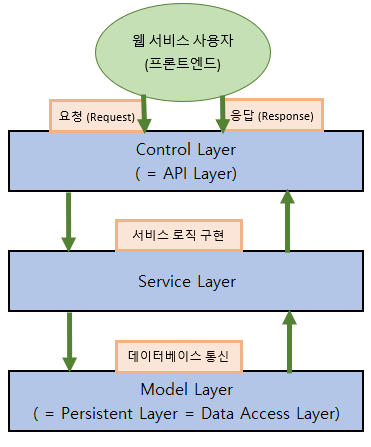 웹 서비스 사용자
(프론트엔드)
요청 (Request)
응답 (Response)
Control Layer
( = API Layer)
서비스 로직 구현
Service Layer
데이터베이스 통신
Model Layer
( = Persistent Layer = Data Access Layer)